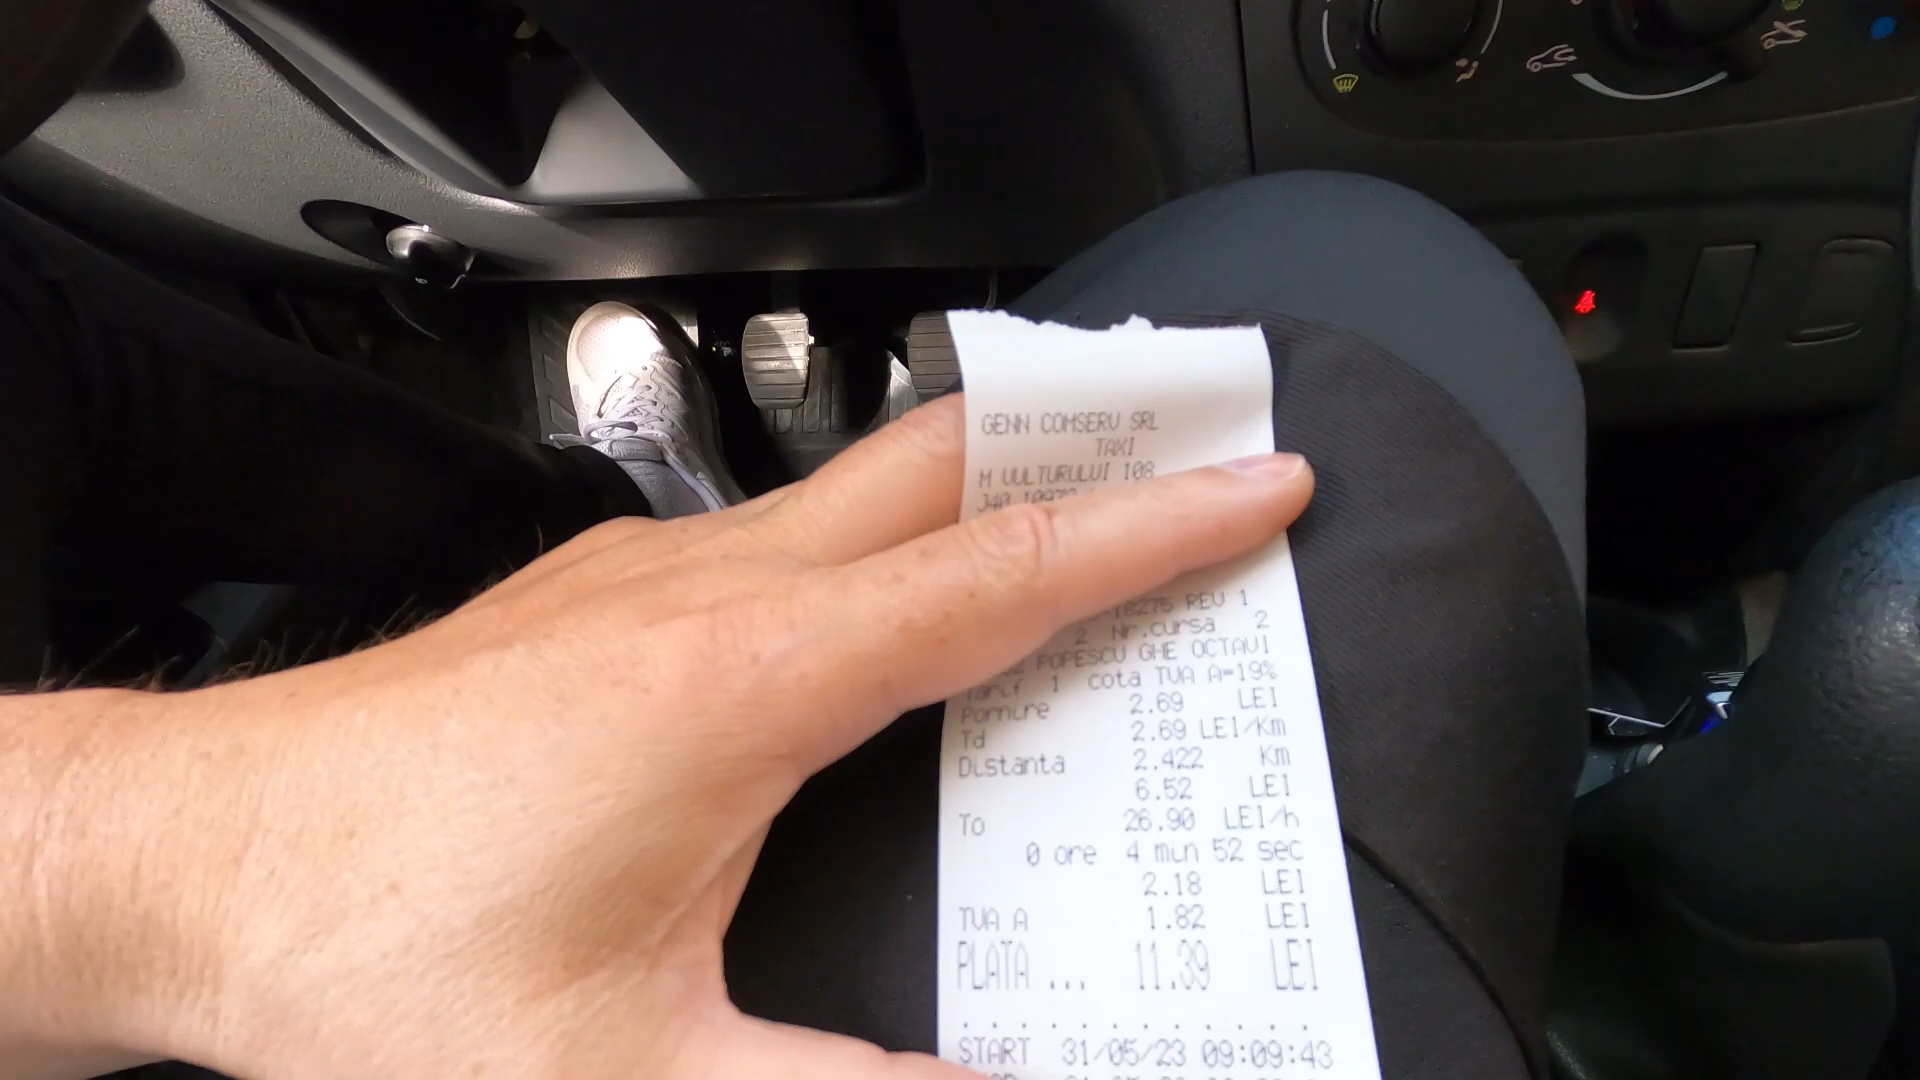 GENN COMSERV SRL
TAXI
M VULTURULUI 108
J40
REV 1
2 Nr.cursa 2
POPESCU GHE OCTAVI
Tarif 1 cota TVA A=19%
Pornire 2.69 LEI
Td 2.69 LEI/Km
Distanta 2.422 Km
6.52 LEI
To 26.90 LEI/h
0 ore 4 min 52 sec
2.18 LEI
TVA A 1.82 LEI
PLATA ... 11.39 LEI
. . . . . . . . . . . .
START 31/05/23 09:09:43